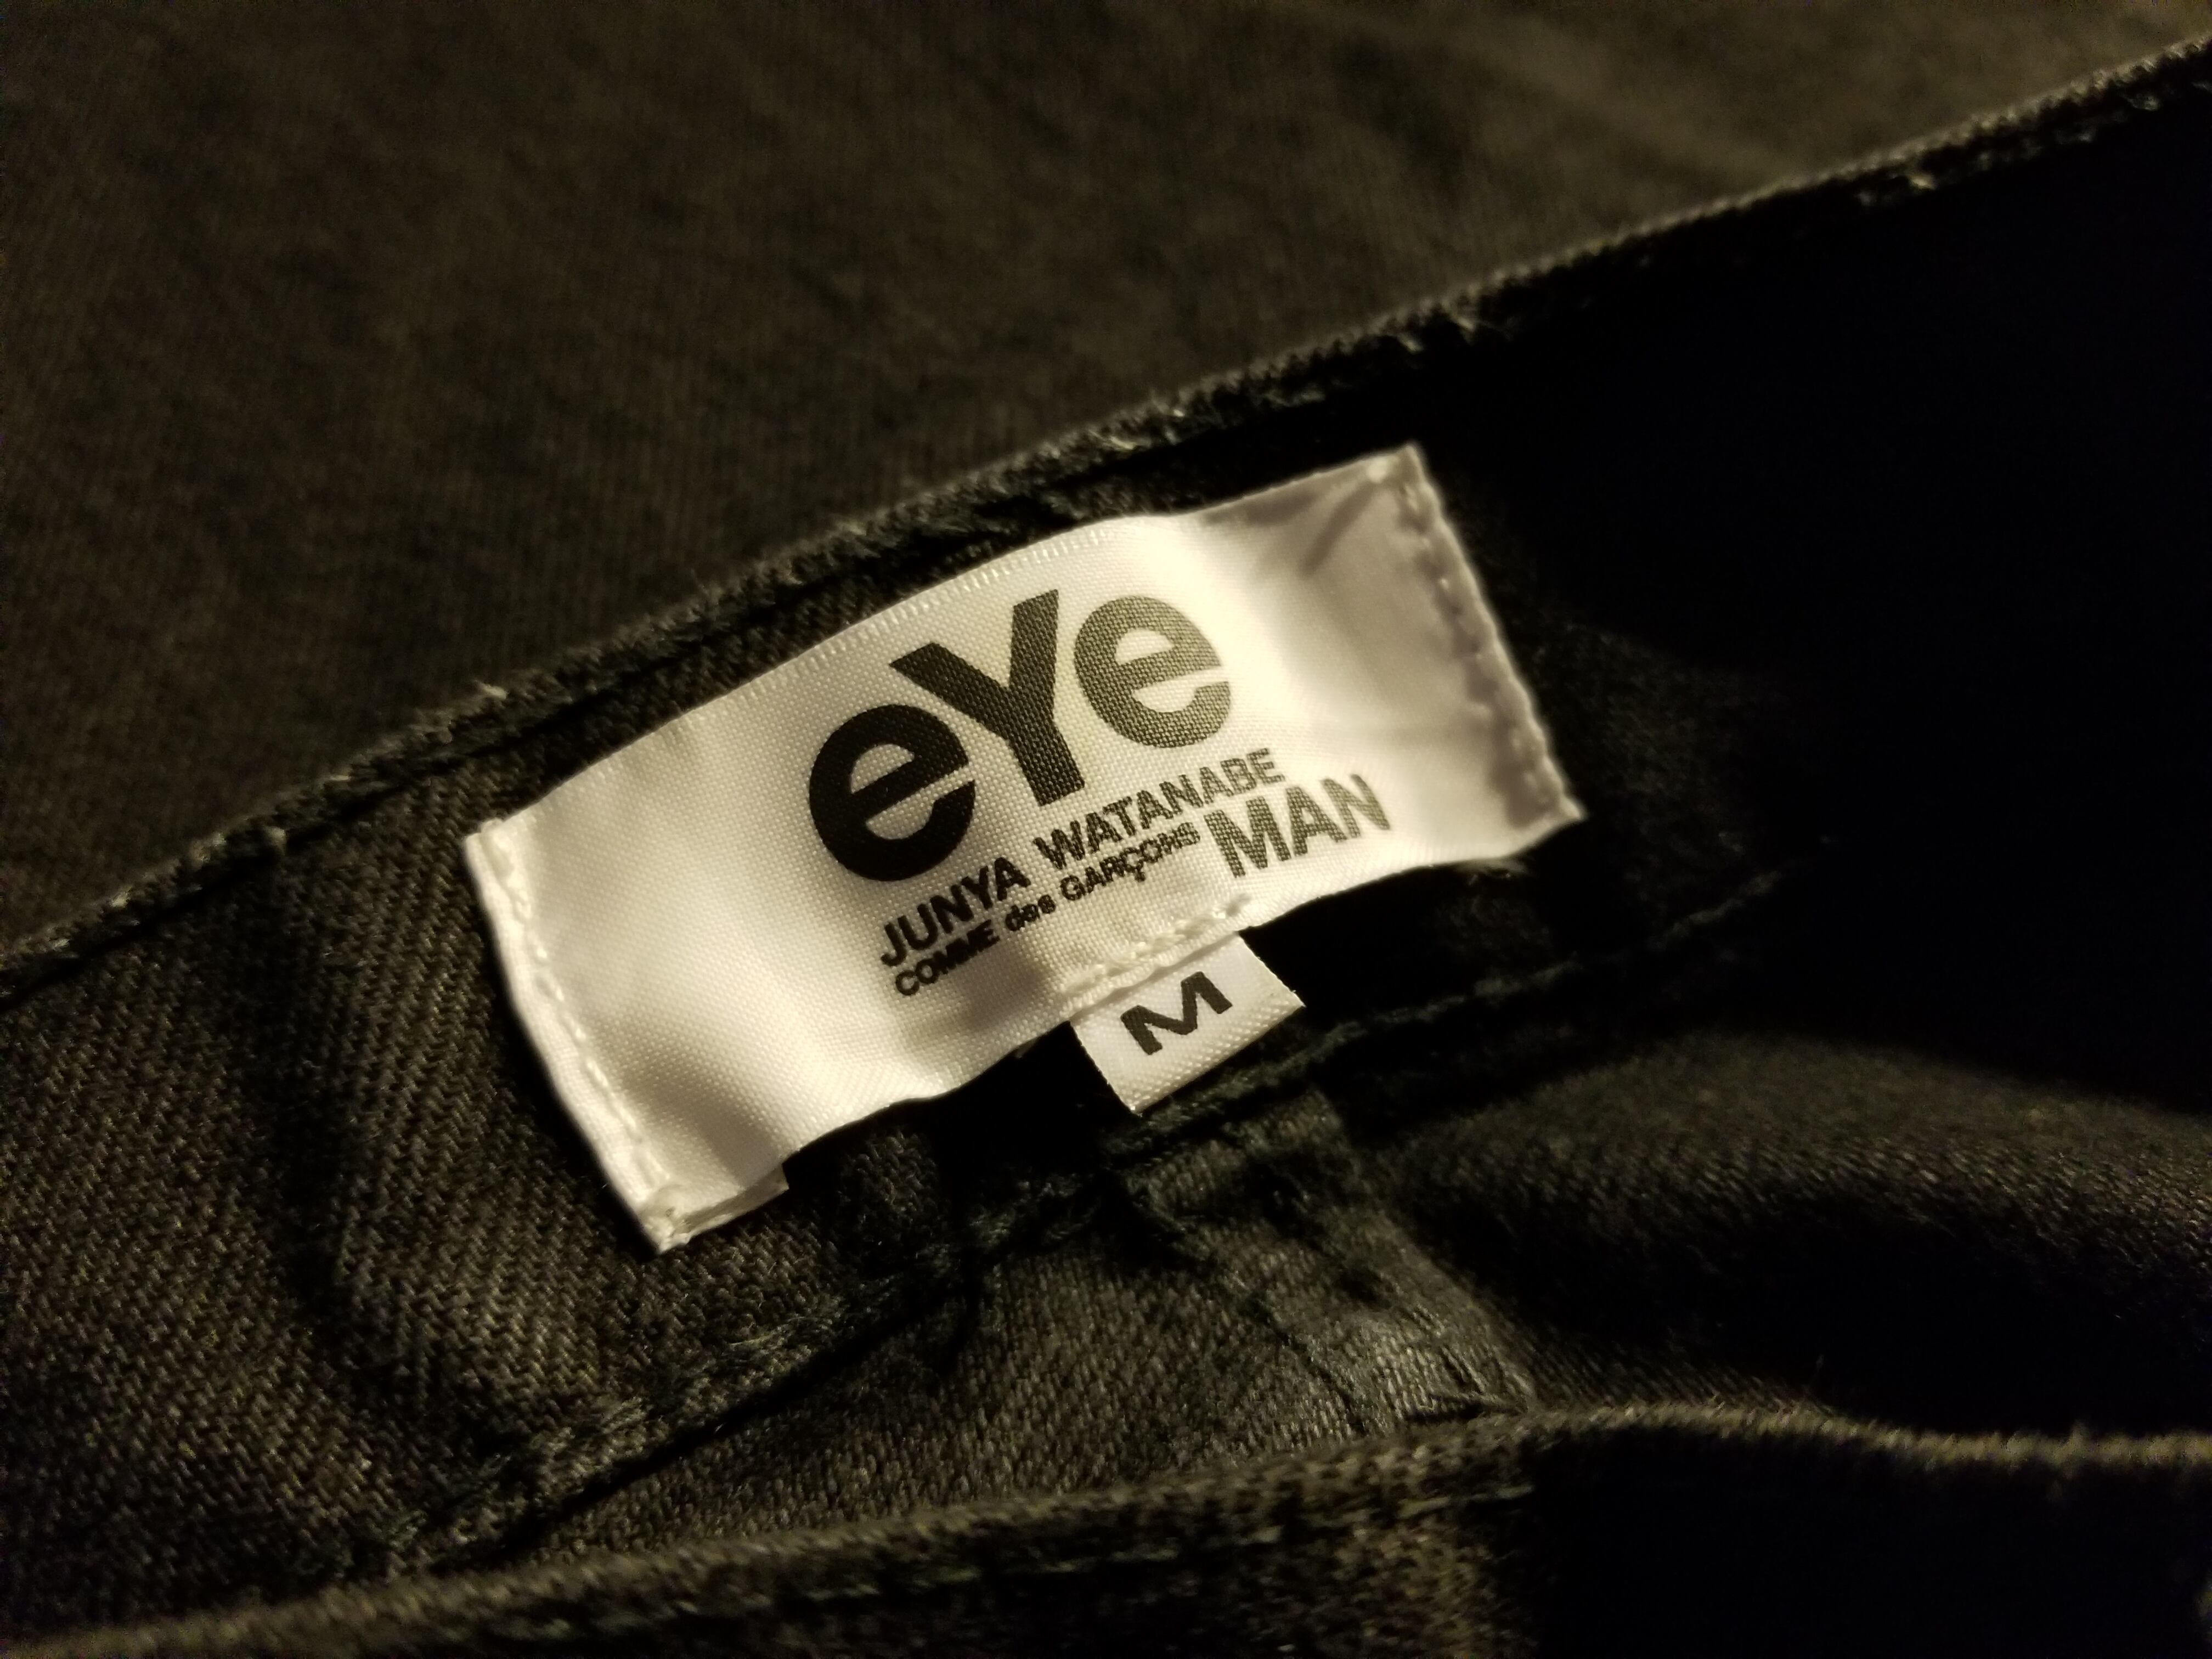 eYe
JUNYA WATANABE
COMME des GARÇONS MAN
M